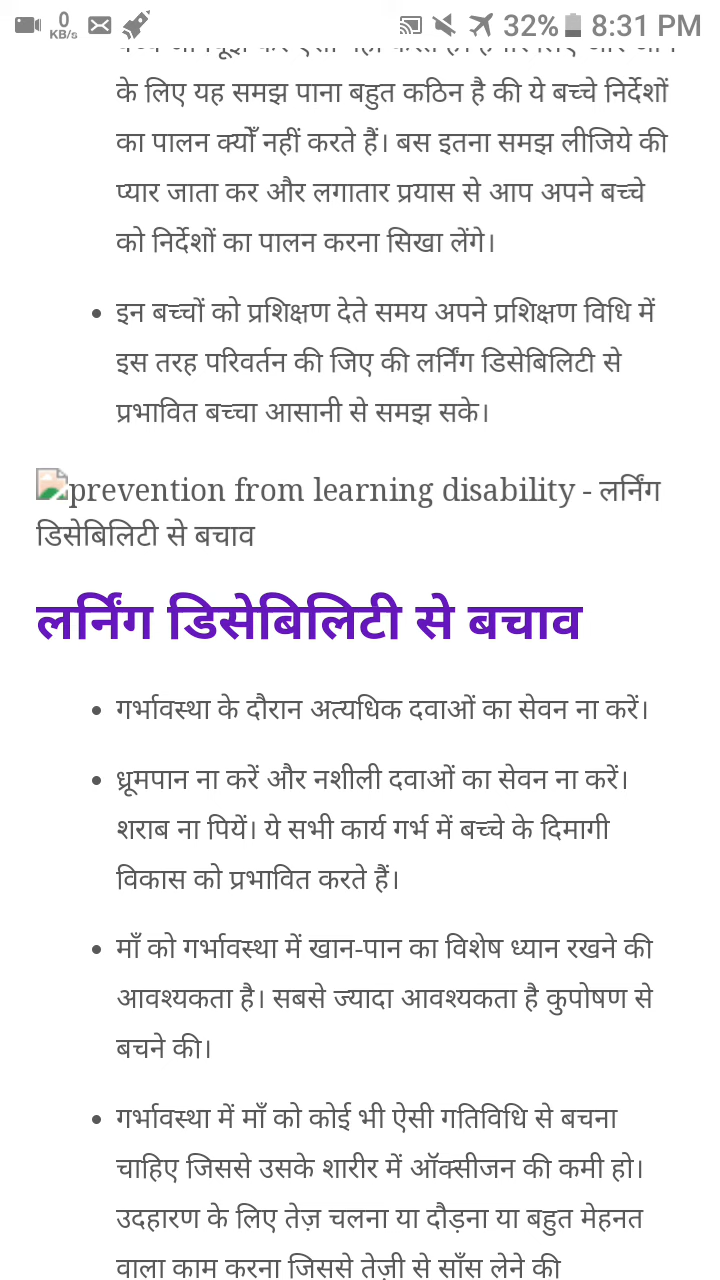 0
KB/s
32% 8:31 PM
के लिए यह समझ पाना बहुत कठिन है की ये बच्चे निर्देशों
का पालन क्योँ नहीं करते हैं। बस इतना समझ लीजिये की
प्यार जाता कर और लगातार प्रयास से आप अपने बच्चे
को निर्देशों का पालन करना सिखा लेंगे।
• इन बच्चों को प्रशिक्षण देते समय अपने प्रशिक्षण विधि में
इस तरह परिवर्तन की जिए की लर्निंग डिसेबिलिटी से
प्रभावित बच्चा आसानी से समझ सके।
prevention from learning disability - लर्निंग
डिसेबिलिटी से बचाव
लर्निंग डिसेबिलिटी से बचाव
• गर्भावस्था के दौरान अत्यधिक दवाओं का सेवन ना करें।
• ध्रूमपान ना करें और नशीली दवाओं का सेवन ना करें।
शराब ना पियें। ये सभी कार्य गर्भ में बच्चे के दिमागी
विकास को प्रभावित करते हैं।
• माँ को गर्भावस्था में खान-पान का विशेष ध्यान रखने की
आवश्यकता है। सबसे ज्यादा आवश्यकता है कुपोषण से
बचने की।
• गर्भावस्था में माँ को कोई भी ऐसी गतिविधि से बचना
चाहिए जिससे उसके शारीर में ऑक्सीजन की कमी हो।
उदहारण के लिए तेज़ चलना या दौड़ना या बहुत मेहनत
वाला काम करना जिससे तेज़ी से साँस लेने की